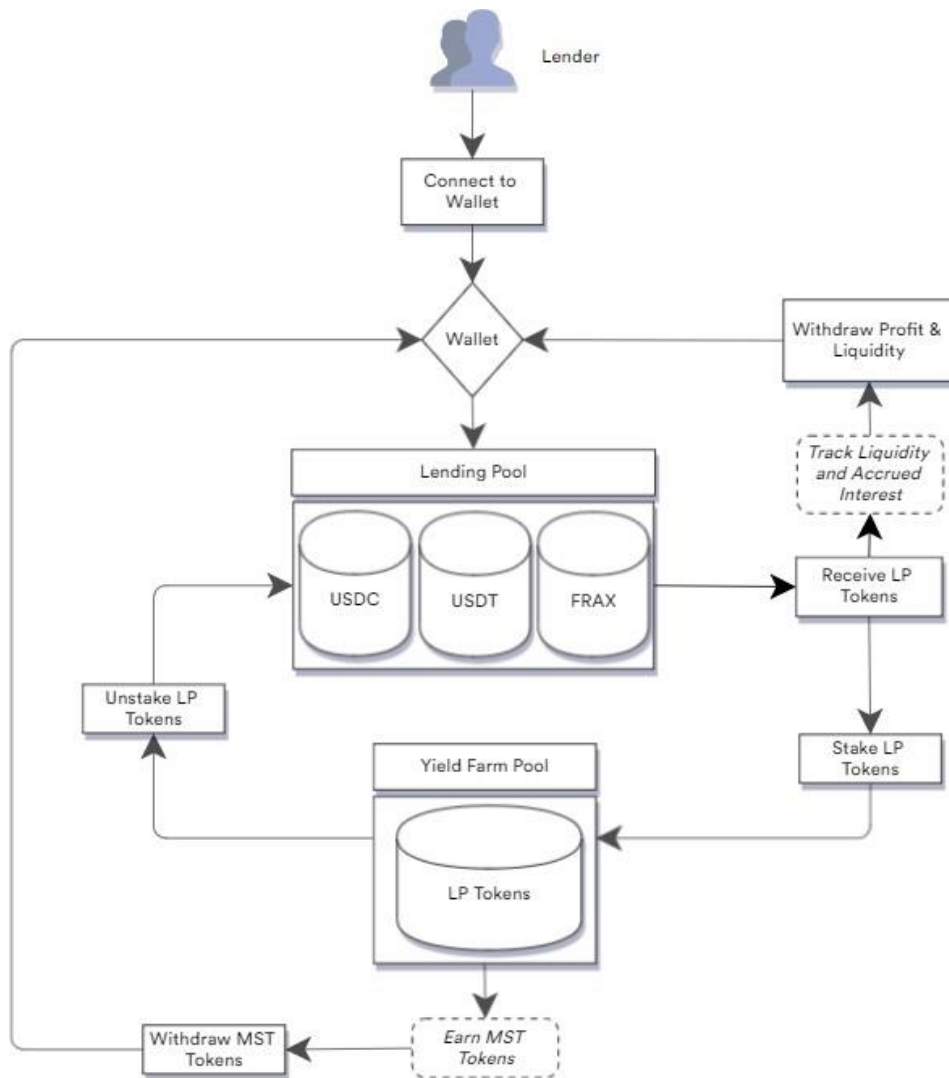 Lender
Connect to
Wallet
Wallet
Withdraw Profit &
Liquidity
Track Liquidity
and Accrued
Interest
Lending Pool
USDC
USDT
FRAX
Receive LP
Tokens
Unstake LP
Tokens
Stake LP
Tokens
Yield Farm Pool
LP Tokens
Earn MST
Tokens
Withdraw MST
Tokens